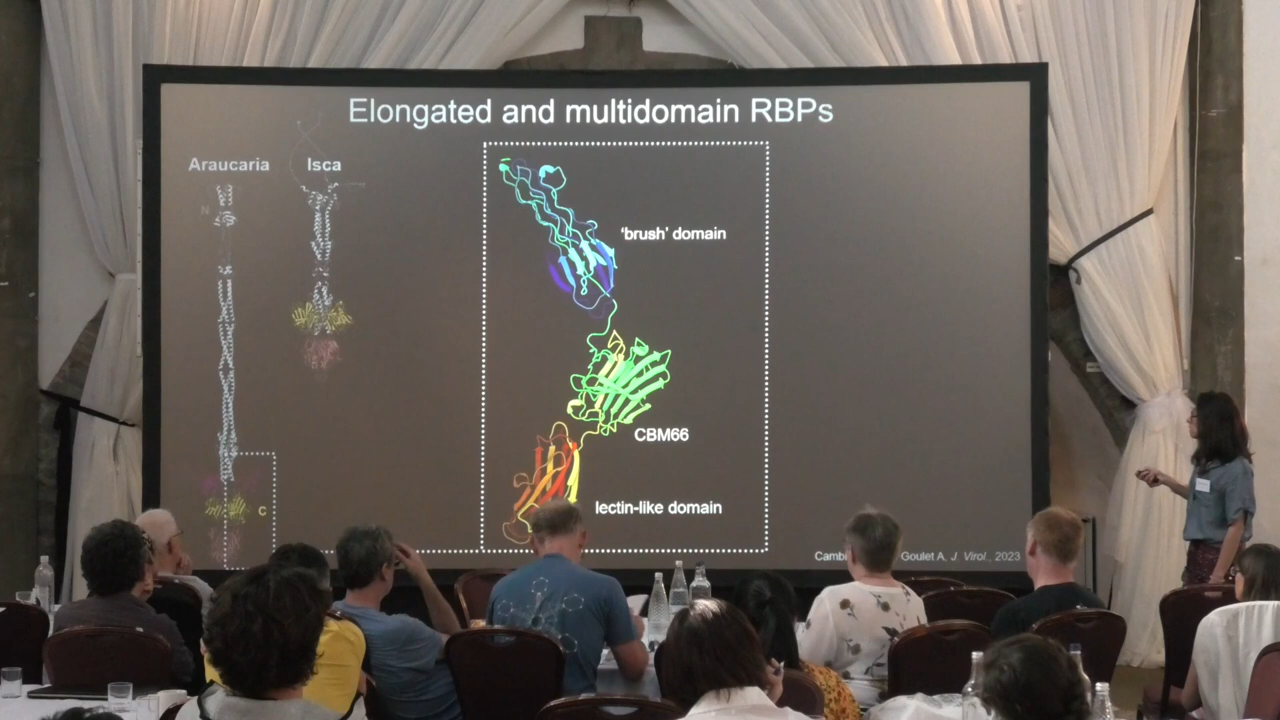 Elongated and multidomain RBPs
Araucaria
Isca
N
'brush' domain
CBM66
lectin-like domain
C
Goulet A, J. Virol., 2023